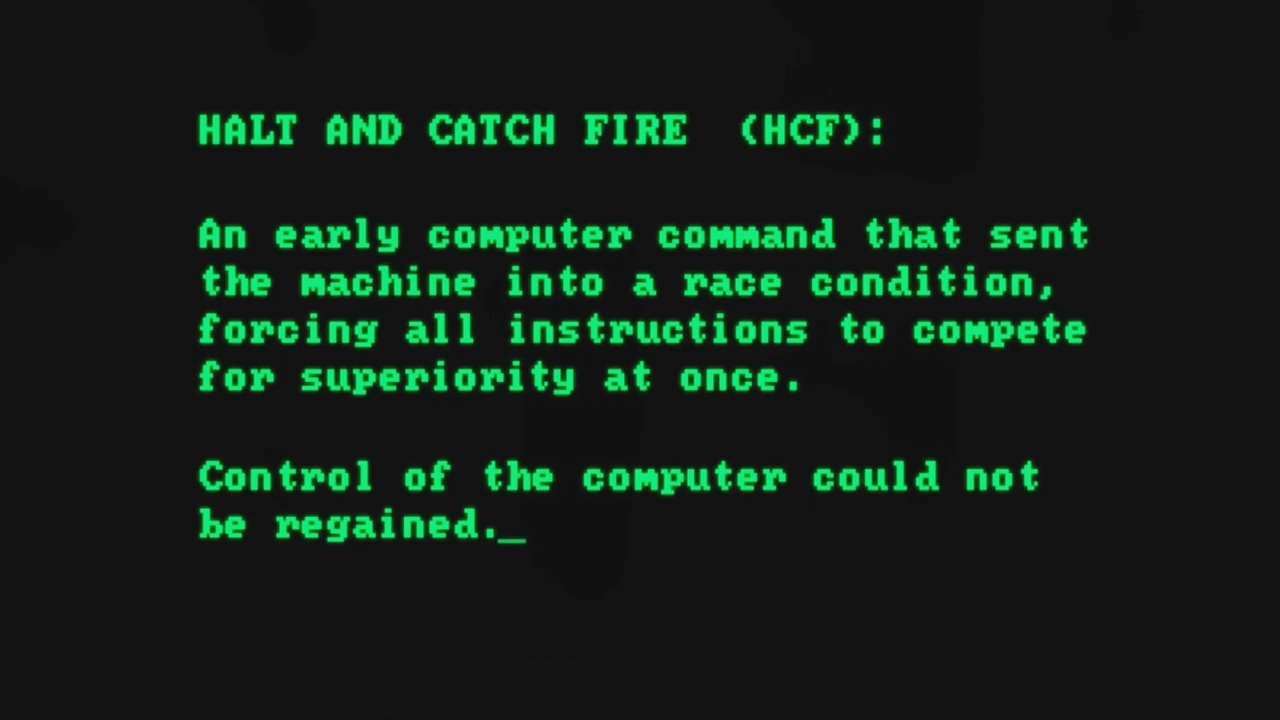 HALT AND CATCH FIRE  (HCF):
An early computer command that sent
the machine into a race condition,
forcing all instructions to compete
for superiority at once.
Control of the computer could not
be regained._